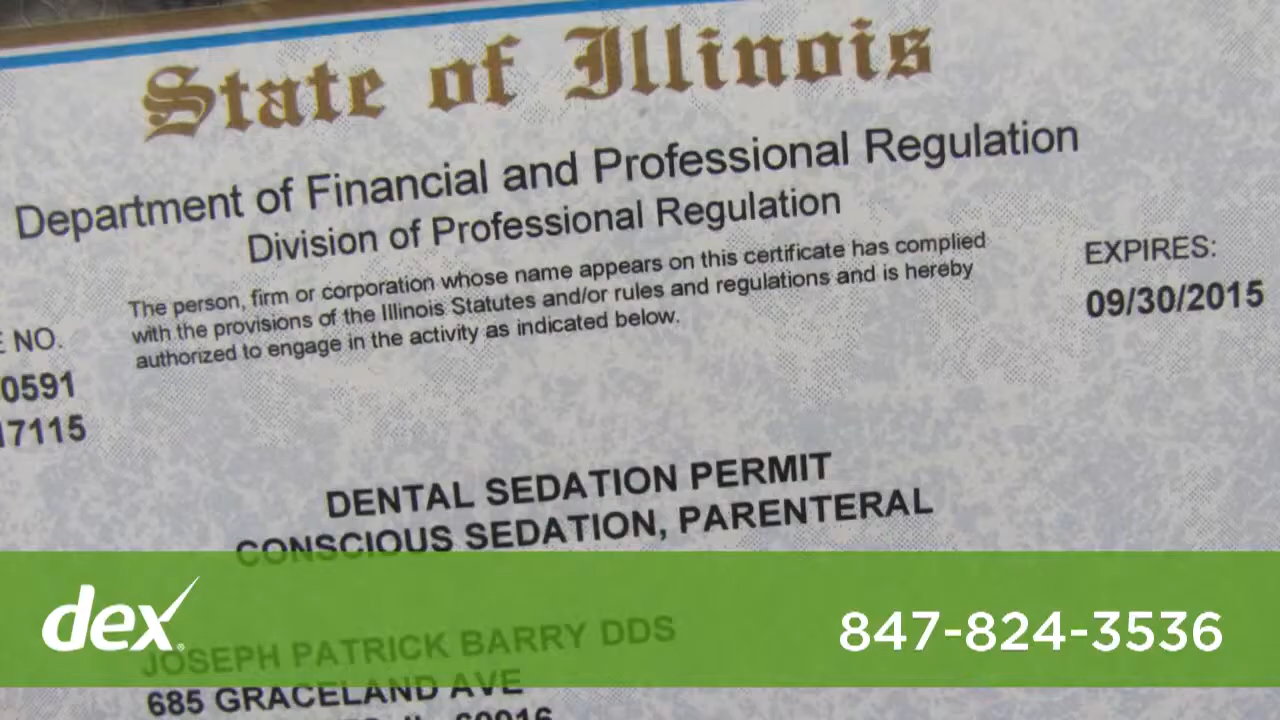 State of Illinois
Department of Financial and Professional Regulation
Division of Professional Regulation
The person, firm or corporation whose name appears on this certificate has complied
with the provisions of the Illinois Statutes and/or rules and regulations and is hereby
authorized to engage in the activity as indicated below.
EXPIRES:
09/30/2015
NO.
0591
17115
DENTAL SEDATION PERMIT
CONSCIOUS SEDATION, PARENTERAL
JOSEPH PATRICK BARRY DDS
685 GRACELAND AVE
60016
dex
847-824-3536